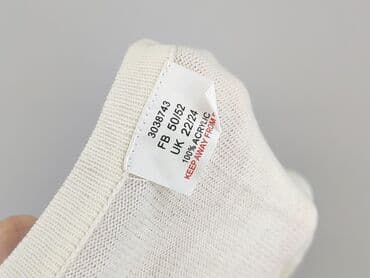 3038743
FB 50/52
UK 22/24
100% ACRYLIC
KEEP AWAY FROM